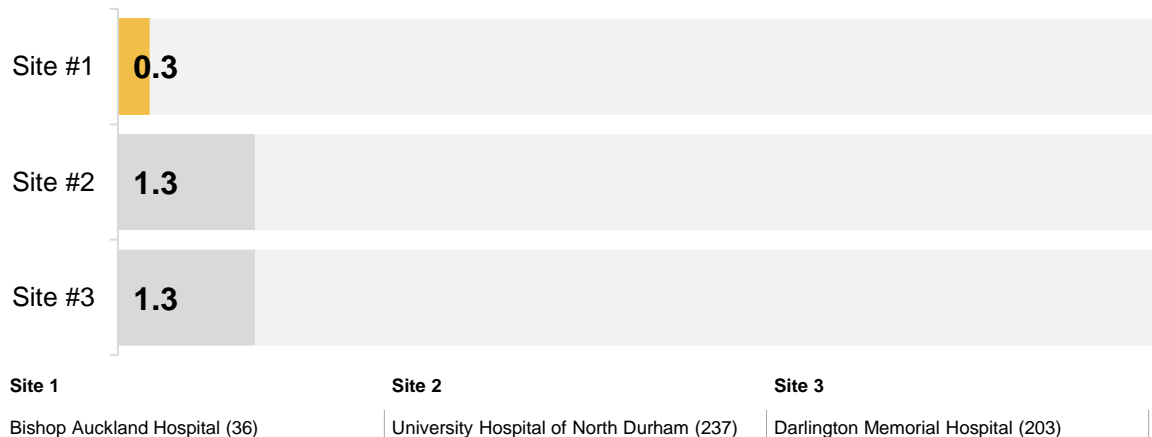 Site #1 0.3
Site #2 1.3
Site #3 1.3
Site 1 Site 2 Site 3
Bishop Auckland Hospital (36) University Hospital of North Durham (237) Darlington Memorial Hospital (203)